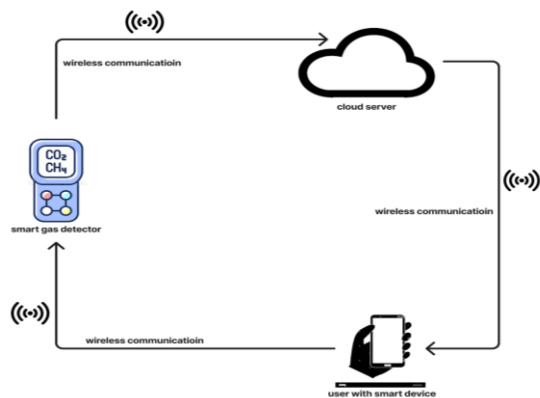 wireless communicatioin
cloud server
CO₂
CH₄
smart gas detector
wireless communicatioin
wireless communicatioin
user with smart device